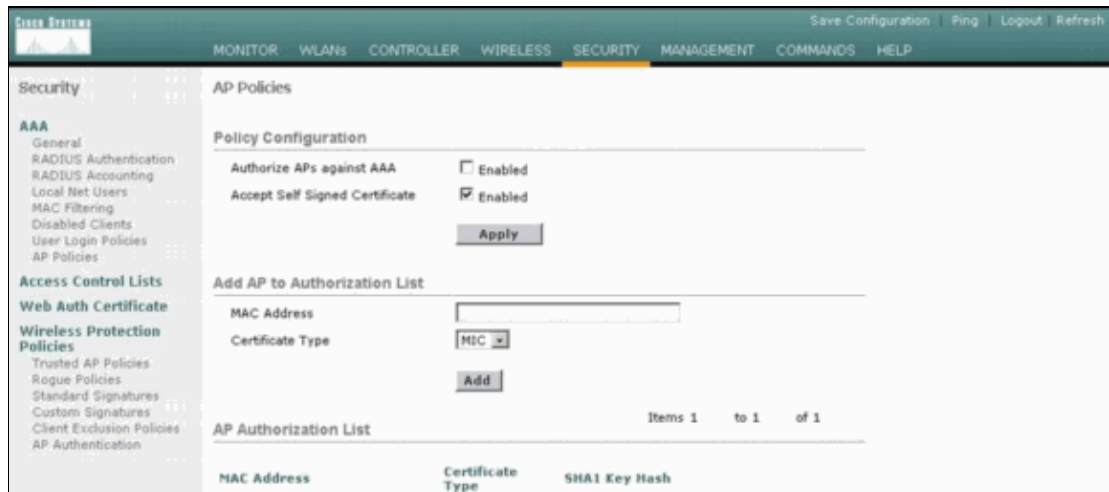 CISCO SYSTEMS
Save Configuration | Ping | Logout | Refresh
MONITOR WLANs CONTROLLER WIRELESS SECURITY MANAGEMENT COMMANDS HELP
Security
AAA
General
RADIUS Authentication
RADIUS Accounting
Local Net Users
MAC Filtering
Disabled Clients
User Login Policies
AP Policies
Access Control Lists
Web Auth Certificate
Wireless Protection
Policies
Trusted AP Policies
Rogue Policies
Standard Signatures
Custom Signatures
Client Exclusion Policies
AP Authentication
AP Policies
Policy Configuration
Authorize APs against AAA Enabled
Accept Self Signed Certificate Enabled
Apply
Add AP to Authorization List
MAC Address
Certificate Type MIC
Add
Items 1 to 1 of 1
AP Authorization List
MAC Address Certificate Type SHA1 Key Hash